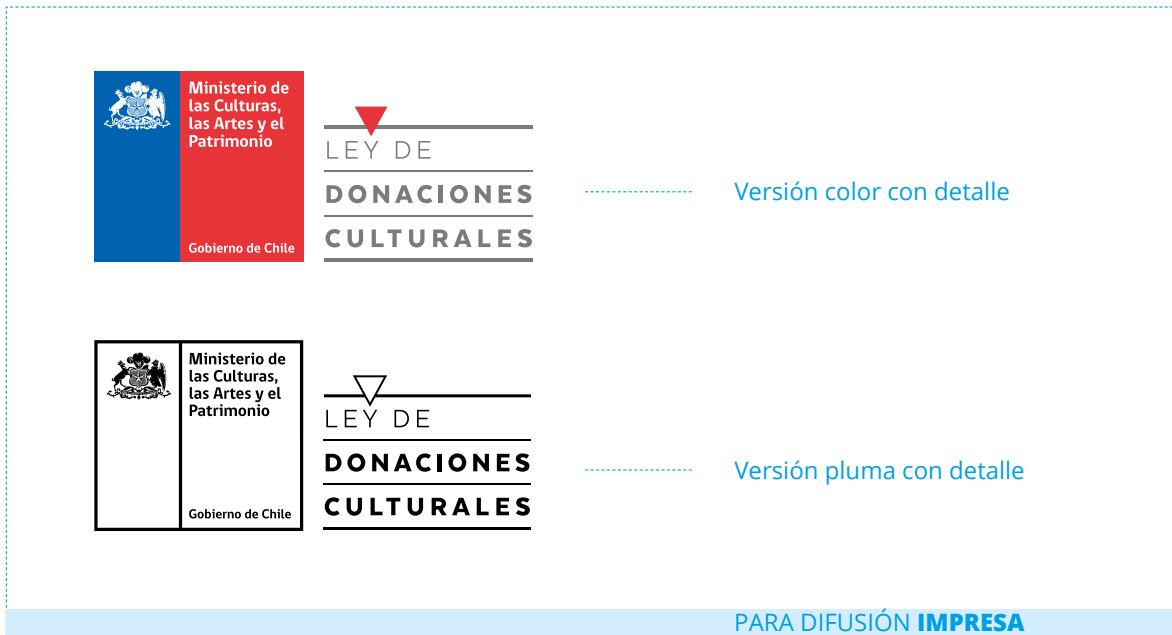 Ministerio de
las Culturas,
las Artes y el
Patrimonio
Gobierno de Chile
LEY DE
DONACIONES
CULTURALES
Versión color con detalle
Ministerio de
las Culturas,
las Artes y el
Patrimonio
Gobierno de Chile
LEY DE
DONACIONES
CULTURALES
Versión pluma con detalle
PARA DIFUSIÓN IMPRESA